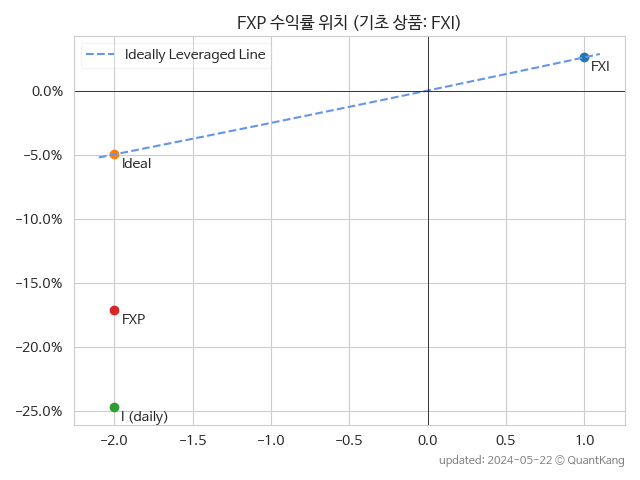 FXP 수익률 위치 (기초 상품: FXI)
Ideally Leveraged Line
FXI
0.0%
-5.0%
Ideal
-10.0%
-15.0%
FXP
-20.0%
-25.0%
I (daily)
-2.0 -1.5 -1.0 -0.5 0.0 0.5 1.0
updated: 2024-05-22 © QuantKang